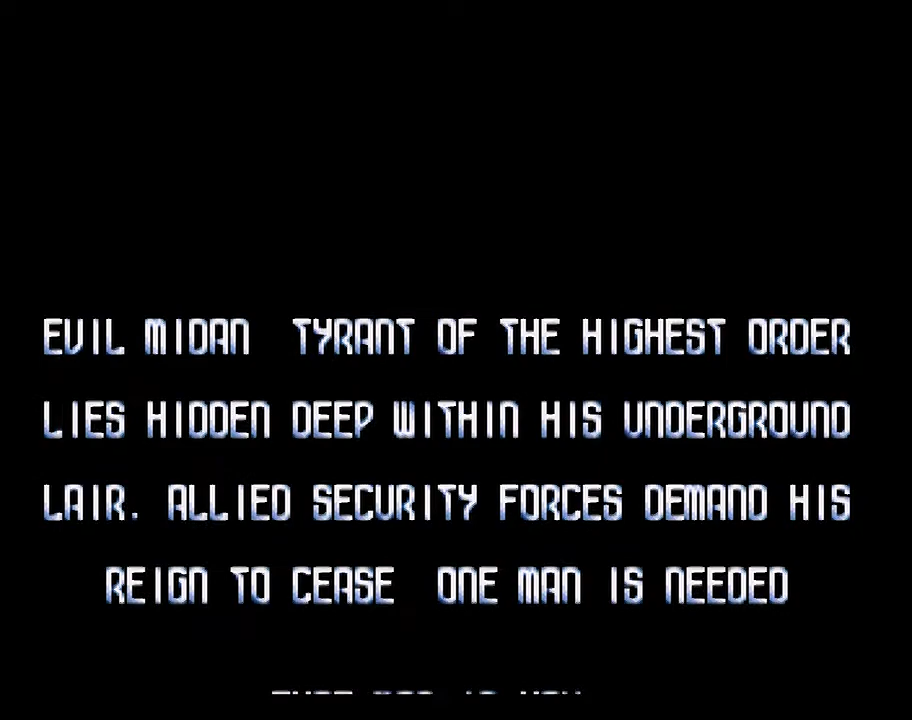 EVIL MIDAN  TYRANT OF THE HIGHEST ORDER
LIES HIDDEN DEEP WITHIN HIS UNDERGROUND
LAIR. ALLIED SECURITY FORCES DEMAND HIS
REIGN TO CEASE  ONE MAN IS NEEDED